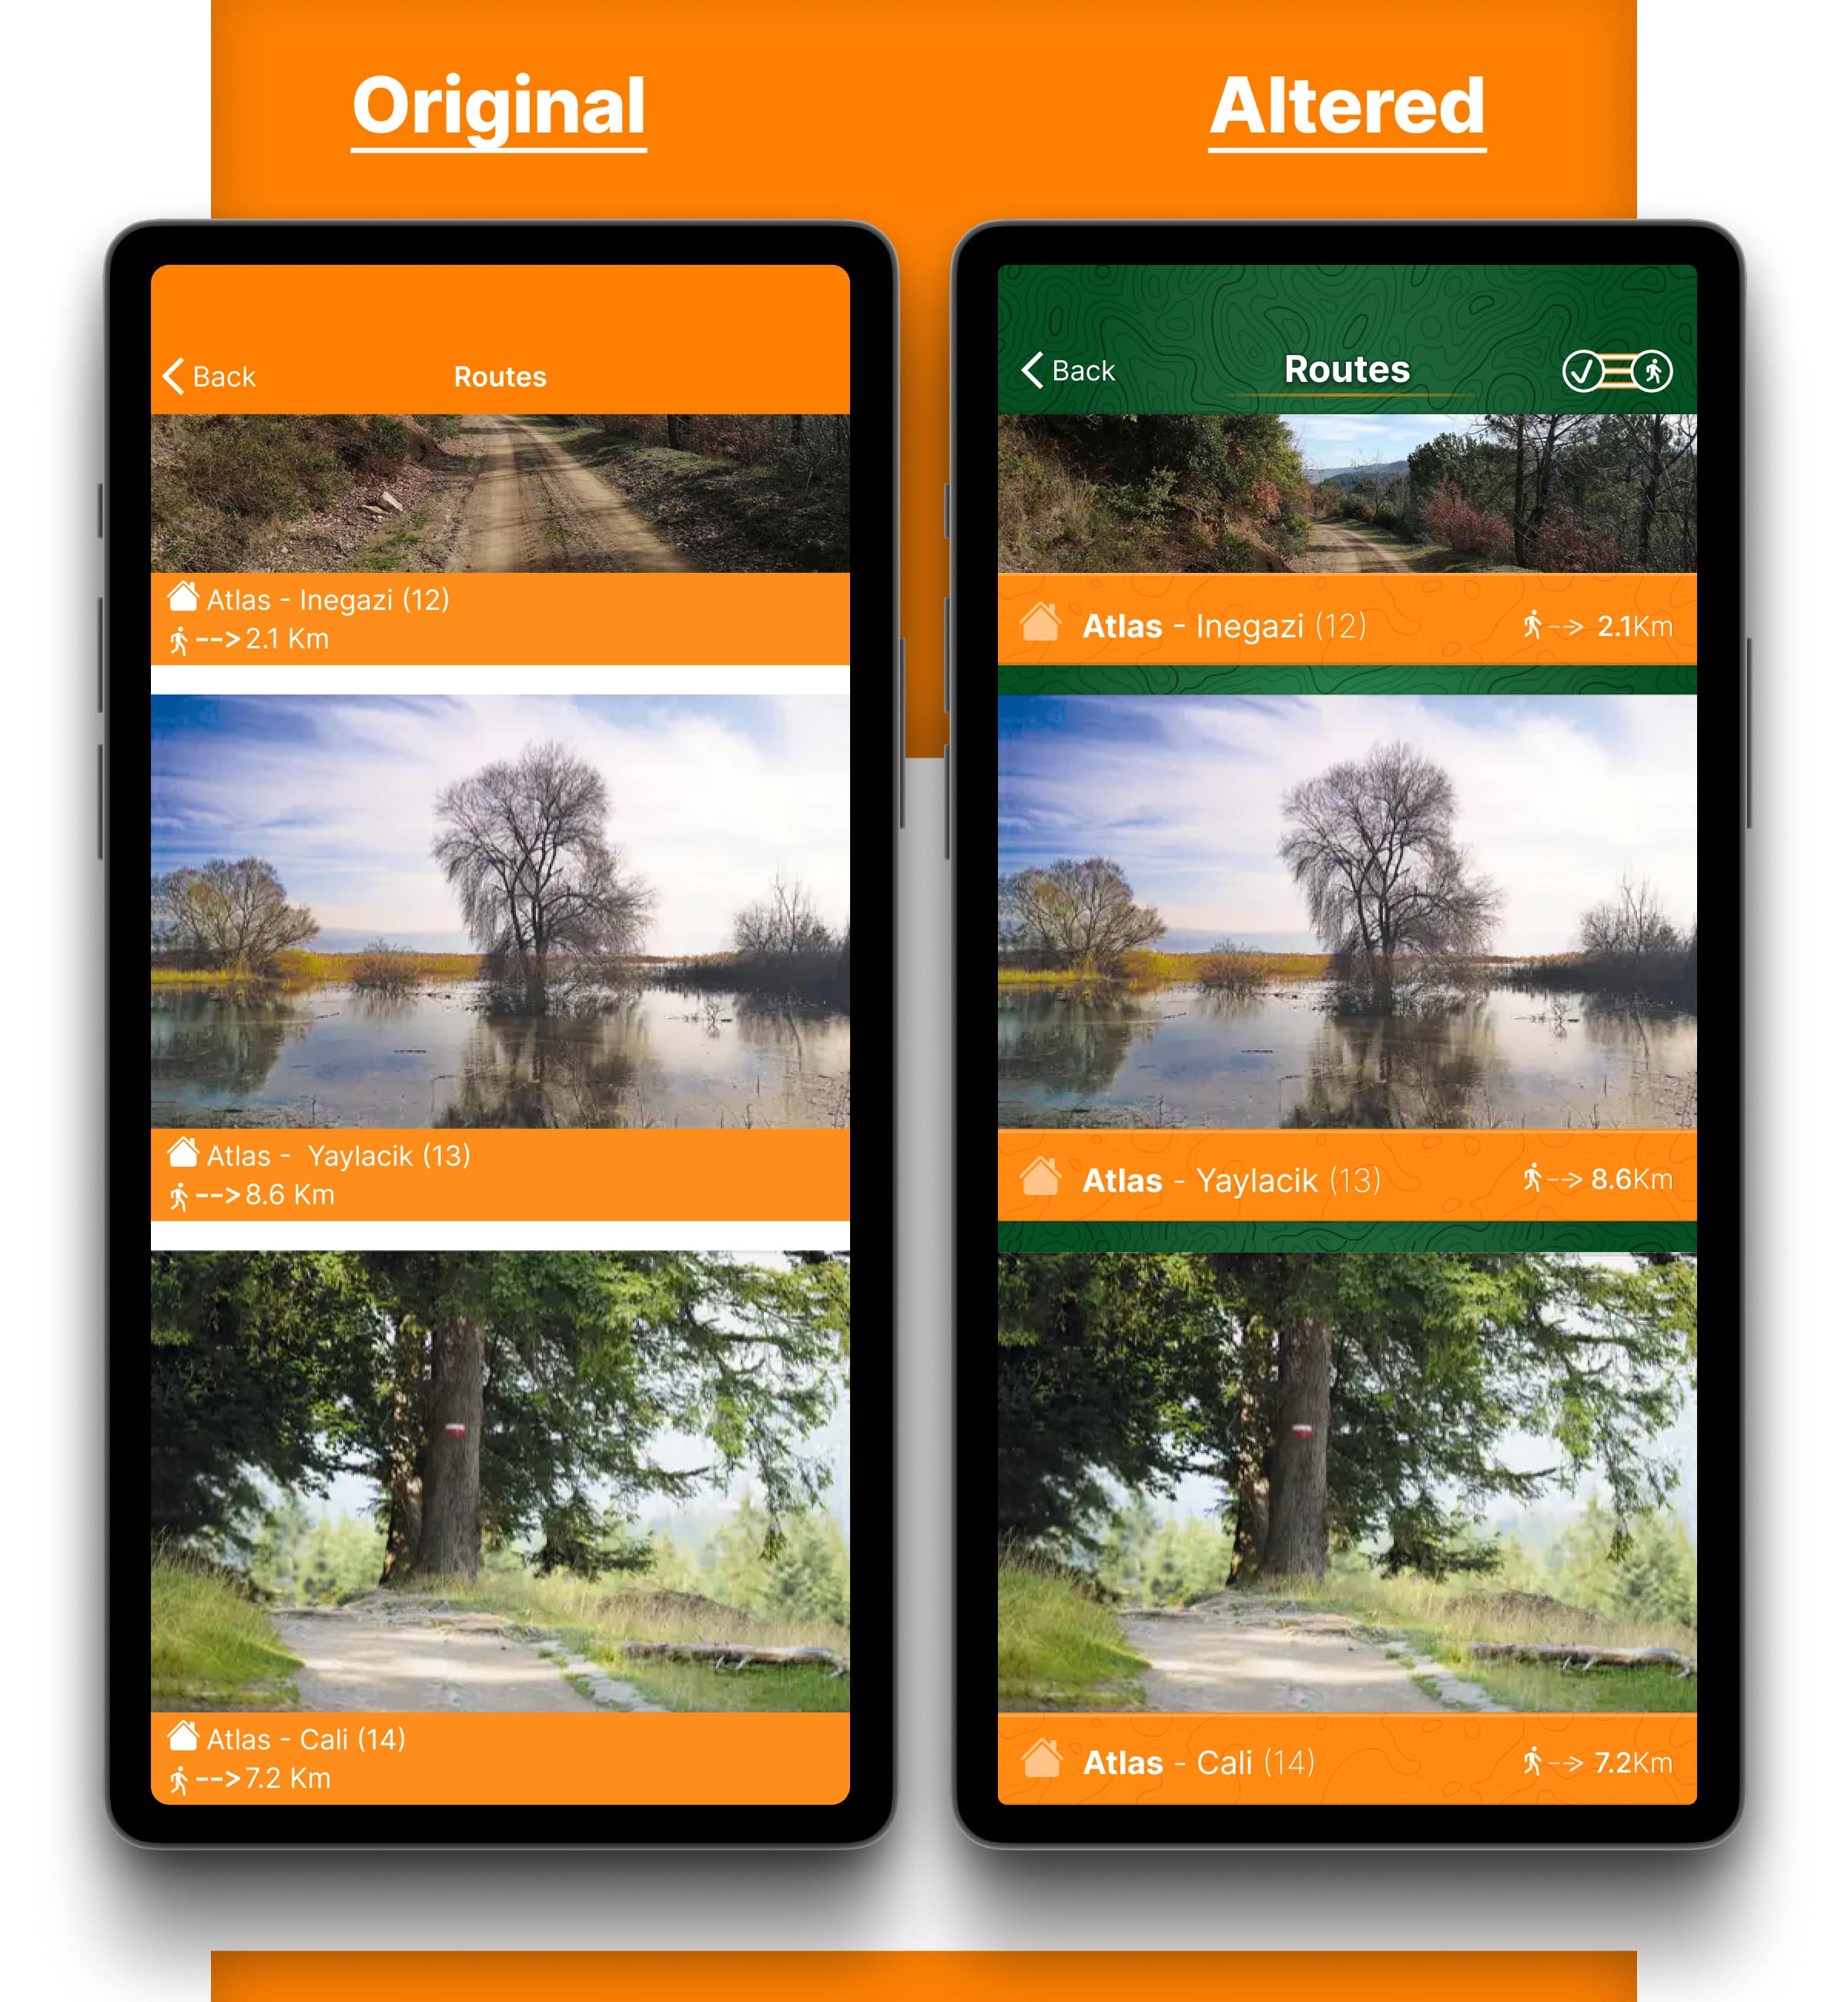 Original
Altered
Back
Routes
Atlas - Inegazi (12)
-->2.1 Km
Atlas -  Yaylacik (13)
-->8.6 Km
Atlas - Cali (14)
-->7.2 Km
Back
Routes
Atlas - Inegazi (12)
--> 2.1Km
Atlas - Yaylacik (13)
--> 8.6Km
Atlas - Cali (14)
--> 7.2Km